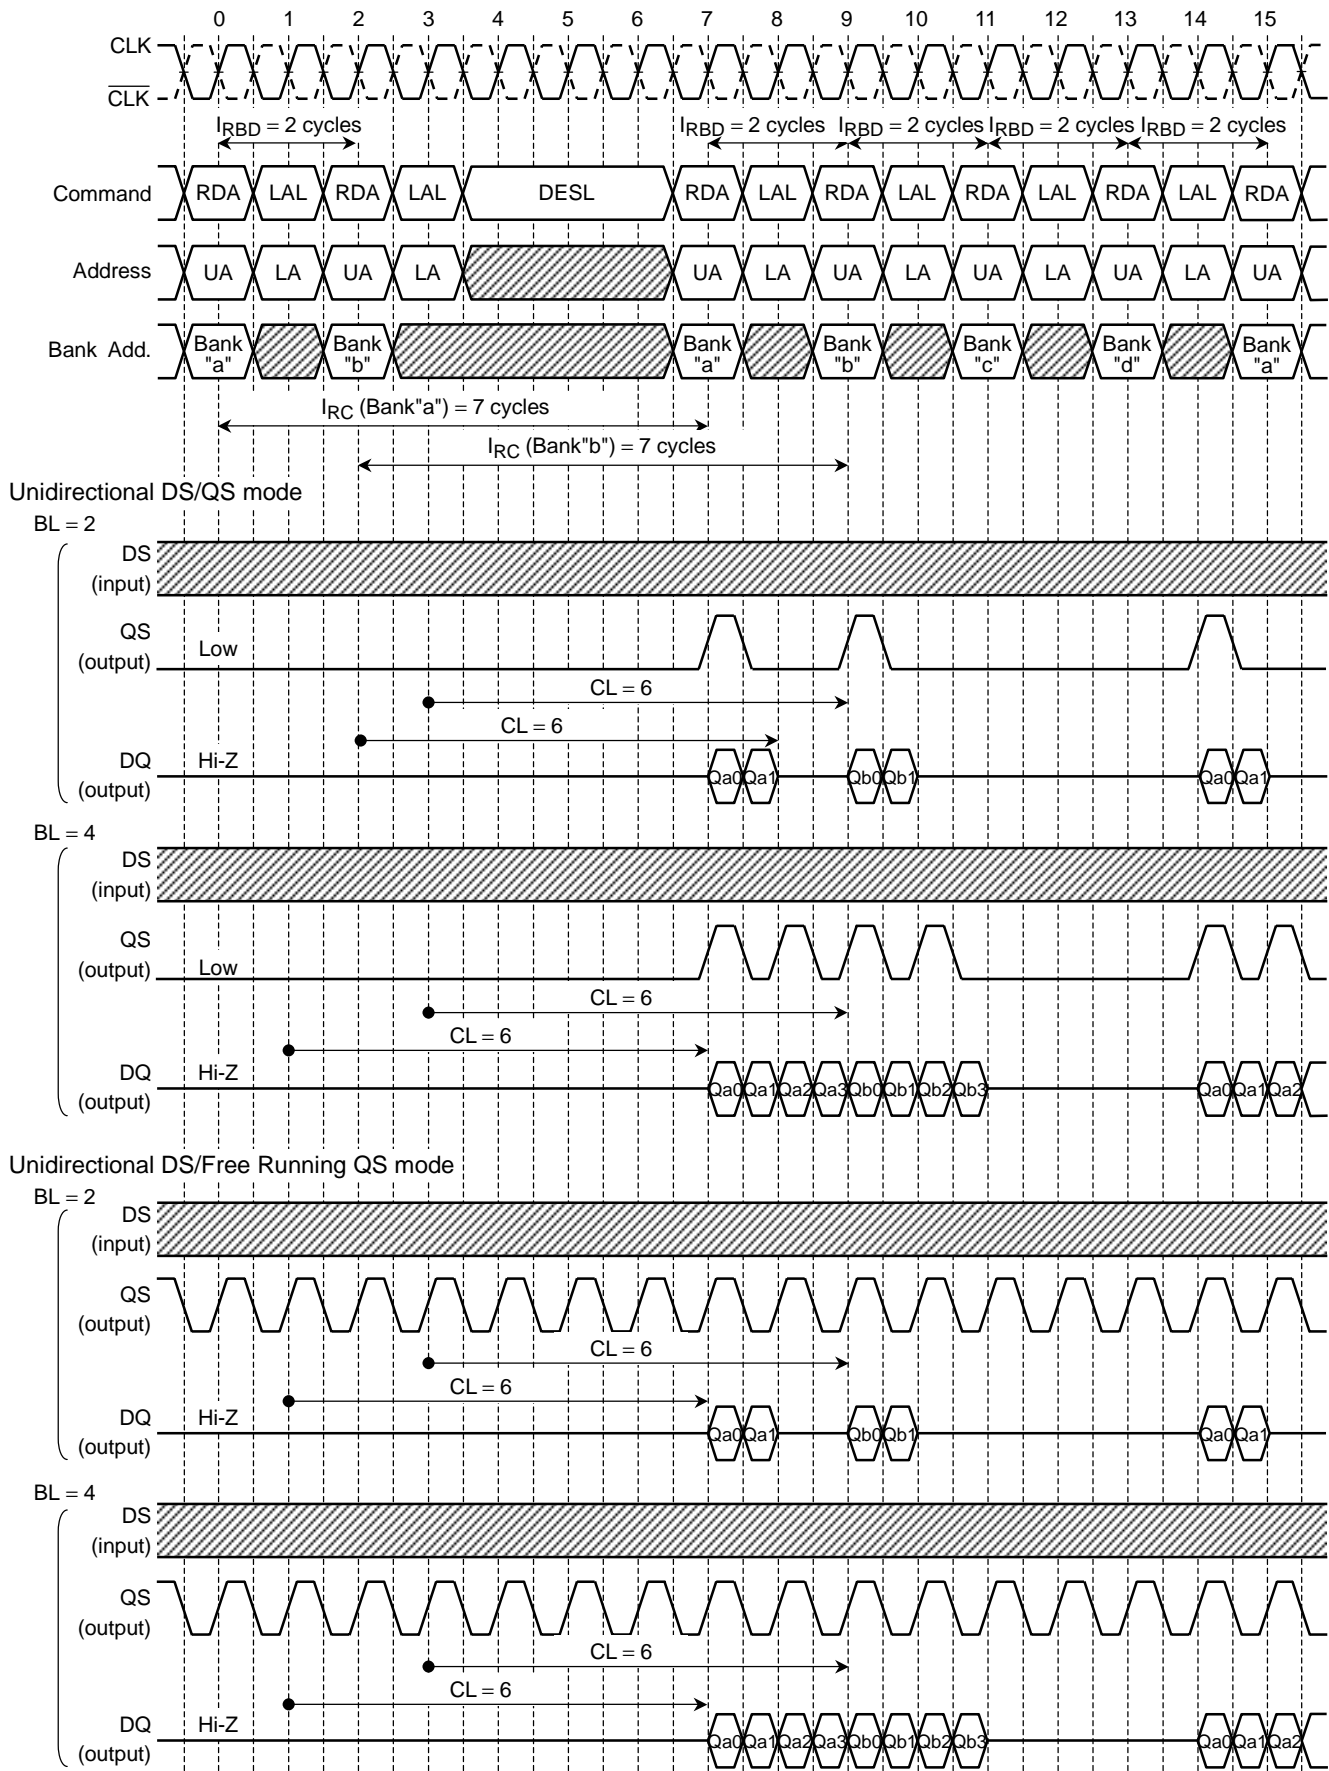 0 1 2 3 4 5 6 7 8 9 10 11 12 13 14 15
CLK
CLK
IRBD = 2 cycles IRBD = 2 cycles IRBD = 2 cycles IRBD = 2 cycles IRBD = 2 cycles
Command RDA LAL RDA LAL DESL RDA LAL RDA LAL RDA LAL RDA LAL RDA
Address UA LA UA LA UA LA UA LA UA LA UA LA UA
Bank Add. Bank "a" Bank "b" Bank "a" Bank "b" Bank "c" Bank "d" Bank "a"
IRC (Bank"a") = 7 cycles
IRC (Bank"b") = 7 cycles
Unidirectional DS/QS mode
BL = 2
DS
(input)
QS
(output) Low
CL = 6
CL = 6
DQ Hi-Z
(output) Qa0 Qa1 Qb0 Qb1 Qa0 Qa1
BL = 4
DS
(input)
QS
(output) Low
CL = 6
CL = 6
DQ Hi-Z
(output) Qa0 Qa1 Qa2 Qa3 Qb0 Qb1 Qb2 Qb3 Qa0 Qa1 Qa2
Unidirectional DS/Free Running QS mode
BL = 2
DS
(input)
QS
(output)
CL = 6
CL = 6
DQ Hi-Z
(output) Qa0 Qa1 Qb0 Qb1 Qa0 Qa1
BL = 4
DS
(input)
QS
(output)
CL = 6
CL = 6
DQ Hi-Z
(output) Qa0 Qa1 Qa2 Qa3 Qb0 Qb1 Qb2 Qb3 Qa0 Qa1 Qa2